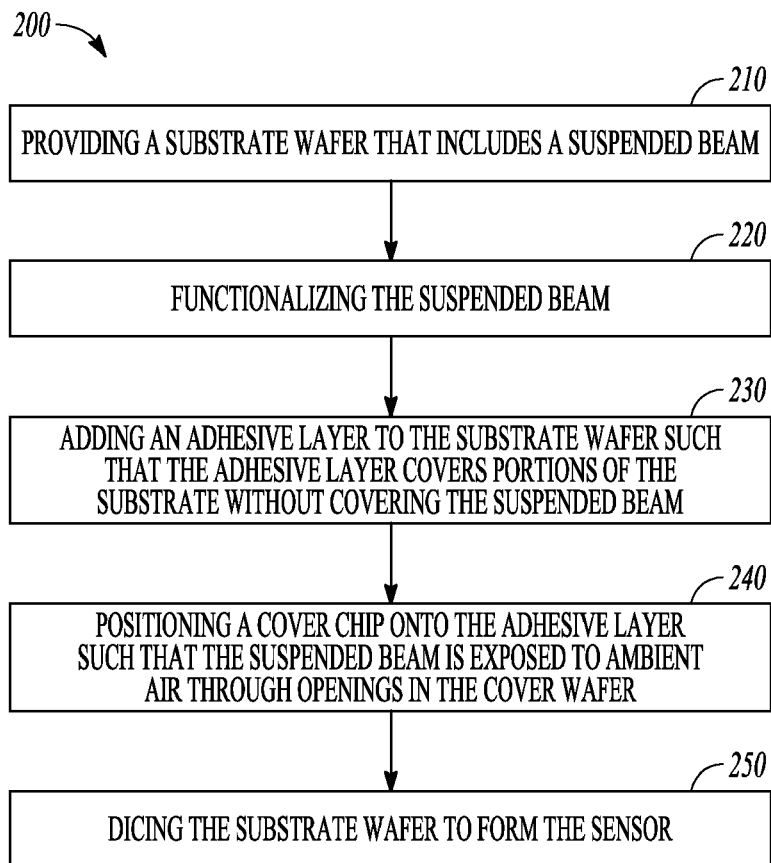 200
210
PROVIDING A SUBSTRATE WAFER THAT INCLUDES A SUSPENDED BEAM
220
FUNCTIONALIZING THE SUSPENDED BEAM
230
ADDING AN ADHESIVE LAYER TO THE SUBSTRATE WAFER SUCH
THAT THE ADHESIVE LAYER COVERS PORTIONS OF THE
SUBSTRATE WITHOUT COVERING THE SUSPENDED BEAM
240
POSITIONING A COVER CHIP ONTO THE ADHESIVE LAYER
SUCH THAT THE SUSPENDED BEAM IS EXPOSED TO AMBIENT
AIR THROUGH OPENINGS IN THE COVER WAFER
250
DICING THE SUBSTRATE WAFER TO FORM THE SENSOR